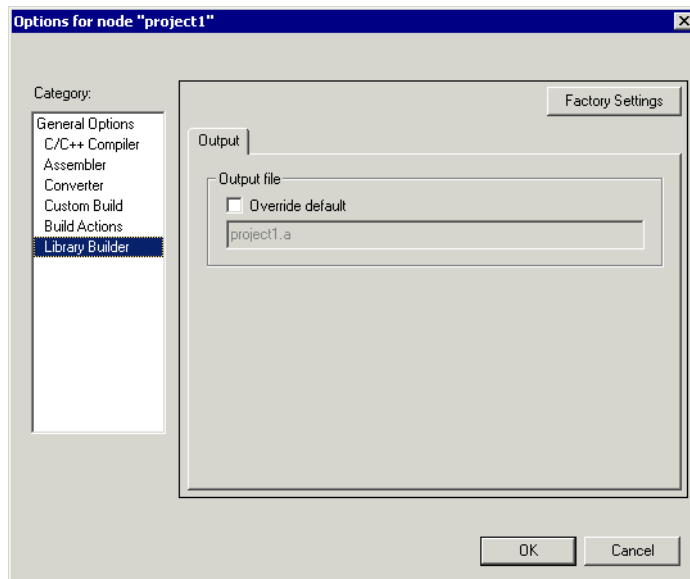 Options for node "project1"
Category:
Factory Settings
General Options
C/C++ Compiler
Assembler
Converter
Custom Build
Build Actions
Library Builder
Output
Output file
Override default
project1.a
OK
Cancel